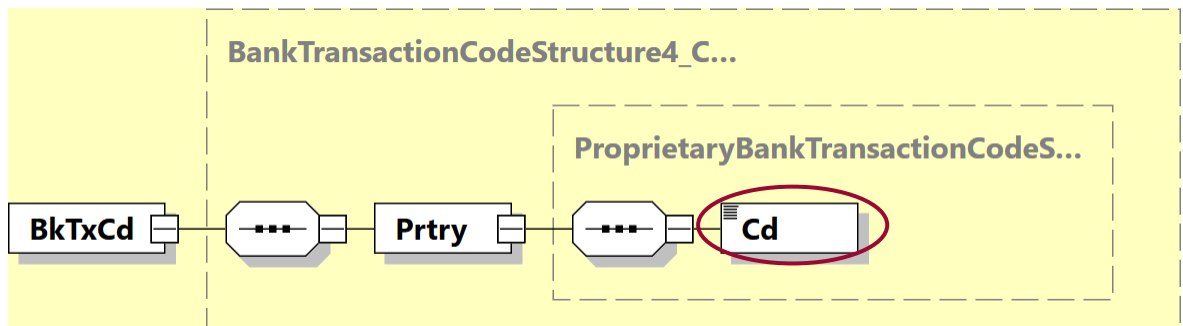 BankTransactionCodeStructure4_C...
ProprietaryBankTransactionCodeS...
BkTxCd
Prtry
Cd